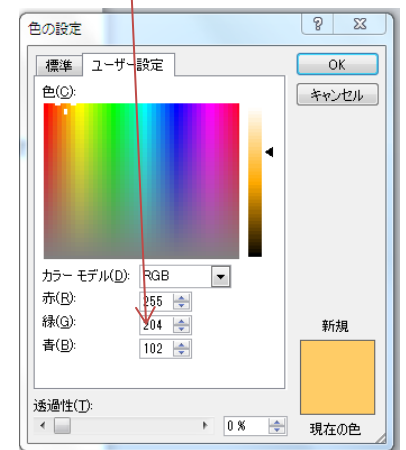 色の設定
標準 ユーザー設定
OK
キャンセル
色(C):
カラー モデル(D): RGB
赤(R): 255
緑(G): 204
青(B): 102
新規
透過性(T):
0 %
現在の色